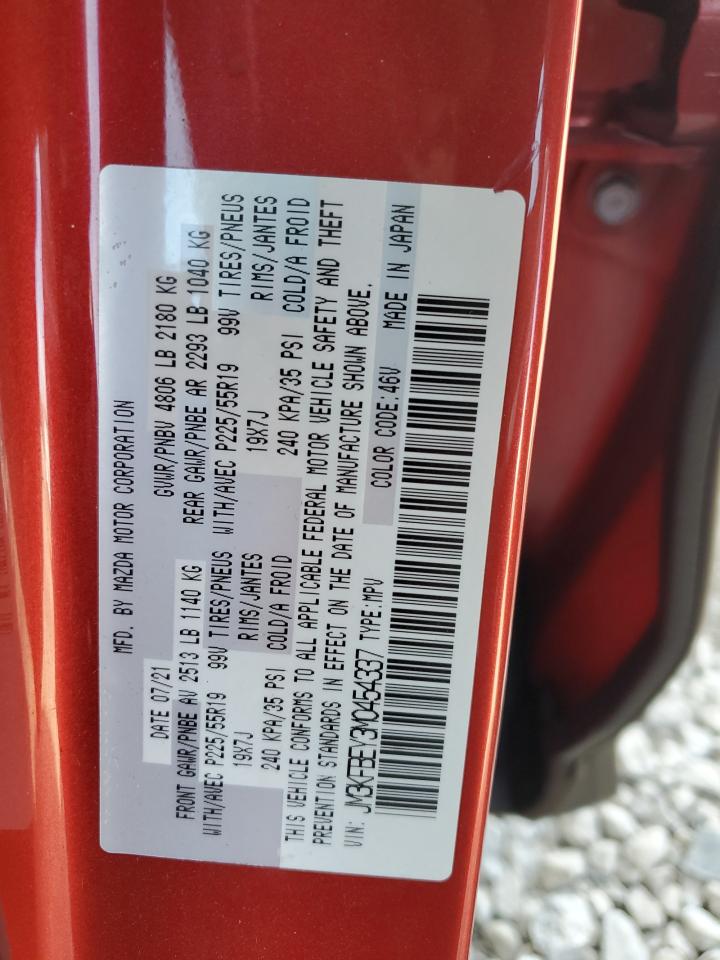 MFD. BY MAZDA MOTOR CORPORATION
DATE 07/21 GVWR/PNBV 4806 LB 2180 KG
FRONT GAWR/PNBE AV 2513 LB 1140 KG REAR GAWR/PNBE AR 2293 LB 1040 KG
WITH/AVEC P225/55R19 99V TIRES/PNEUS WITH/AVEC P225/55R19 99V TIRES/PNEUS
19X7J RIMS/JANTES 19X7J RIMS/JANTES
240 KPA/35 PSI COLD/A FROID 240 KPA/35 PSI COLD/A FROID
THIS VEHICLE CONFORMS TO ALL APPLICABLE FEDERAL MOTOR VEHICLE SAFETY AND THEFT
PREVENTION STANDARDS IN EFFECT ON THE DATE OF MANUFACTURE SHOWN ABOVE.
VIN: JM3KFBEY3M0454337 TYPE:MPV COLOR CODE:46V MADE IN JAPAN